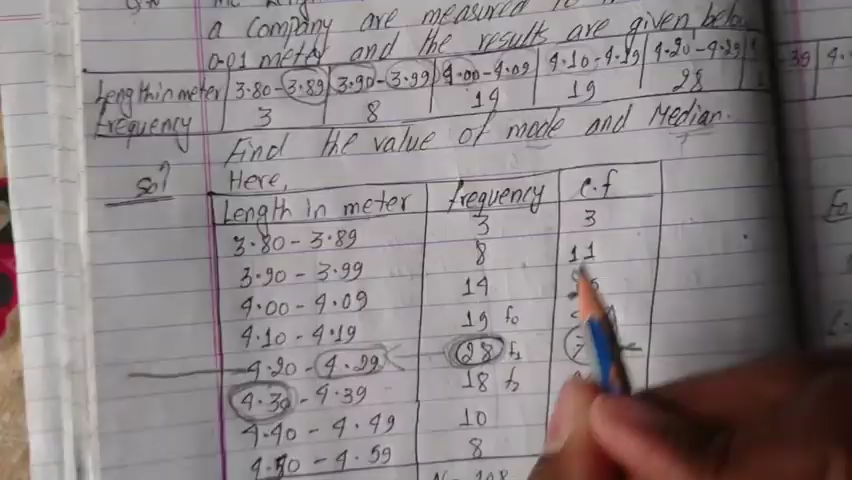 a company are measured
0.01 meter and the results are given below
Length in meter 3.80-3.89 3.90-3.99 4.00-4.09 4.10-4.19 4.20-4.29 39 4.
frequency 3 8 14 19 28
Find the value of mode and Median.
Sol
Here,
Length in meter frequency c.f
3.80-3.89 3 3
3.90-3.99 8 11
4.00-4.09 14
4.10-4.19 19 f0
4.20-4.29 28 f1
4.30-4.39 18 f2
4.40-4.49 10
4.50-4.59 8